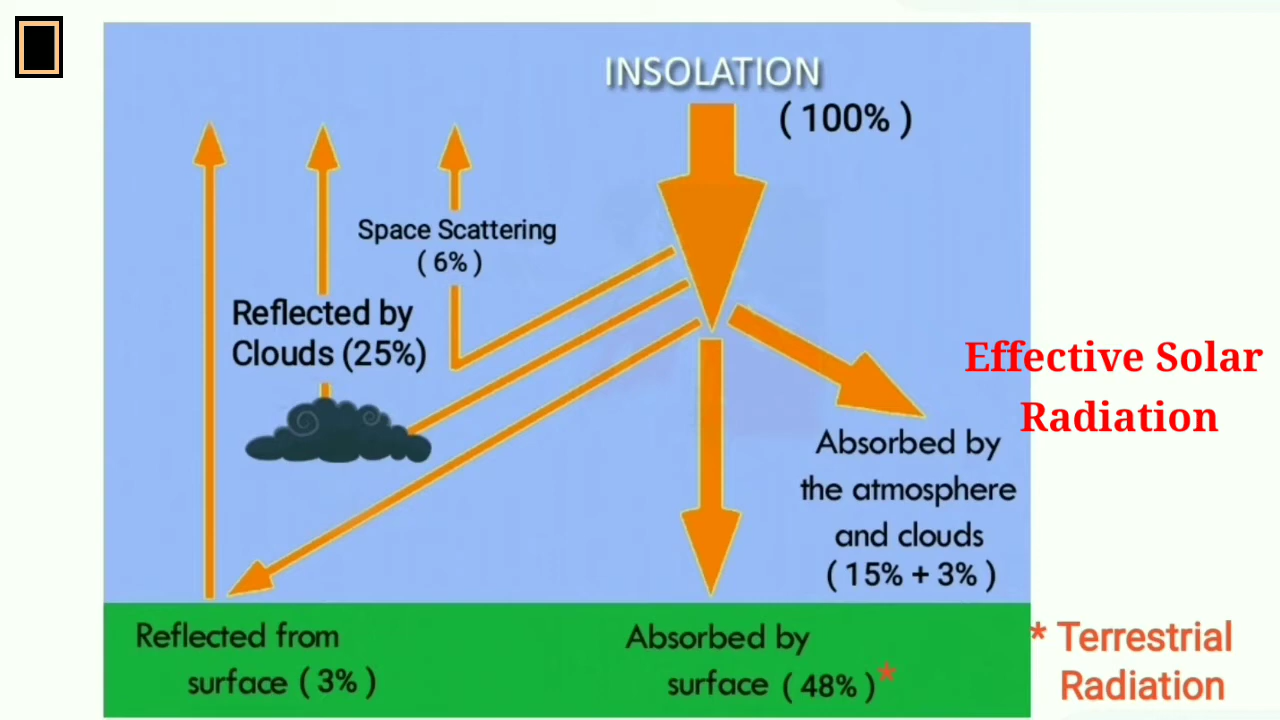 INSOLATION
( 100% )
Space Scattering
( 6% )
Reflected by
Clouds (25%)
Effective Solar
Radiation
Absorbed by
the atmosphere
and clouds
( 15% + 3% )
Reflected from
surface ( 3% )
Absorbed by
surface ( 48% )*
* Terrestrial
Radiation